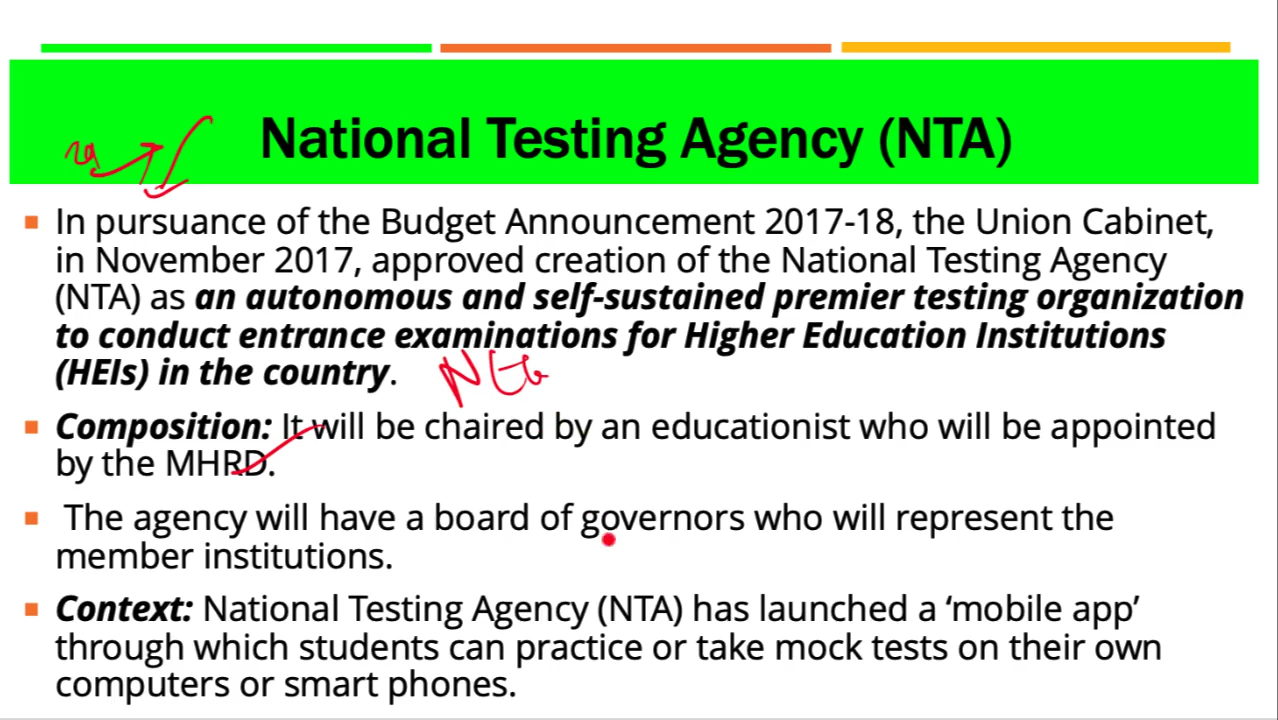 National Testing Agency (NTA)
In pursuance of the Budget Announcement 2017-18, the Union Cabinet,
in November 2017, approved creation of the National Testing Agency
(NTA) as an autonomous and self-sustained premier testing organization
to conduct entrance examinations for Higher Education Institutions
(HEIs) in the country.
Composition: It will be chaired by an educationist who will be appointed
by the MHRD.
The agency will have a board of governors who will represent the
member institutions.
Context: National Testing Agency (NTA) has launched a ‘mobile app’
through which students can practice or take mock tests on their own
computers or smart phones.